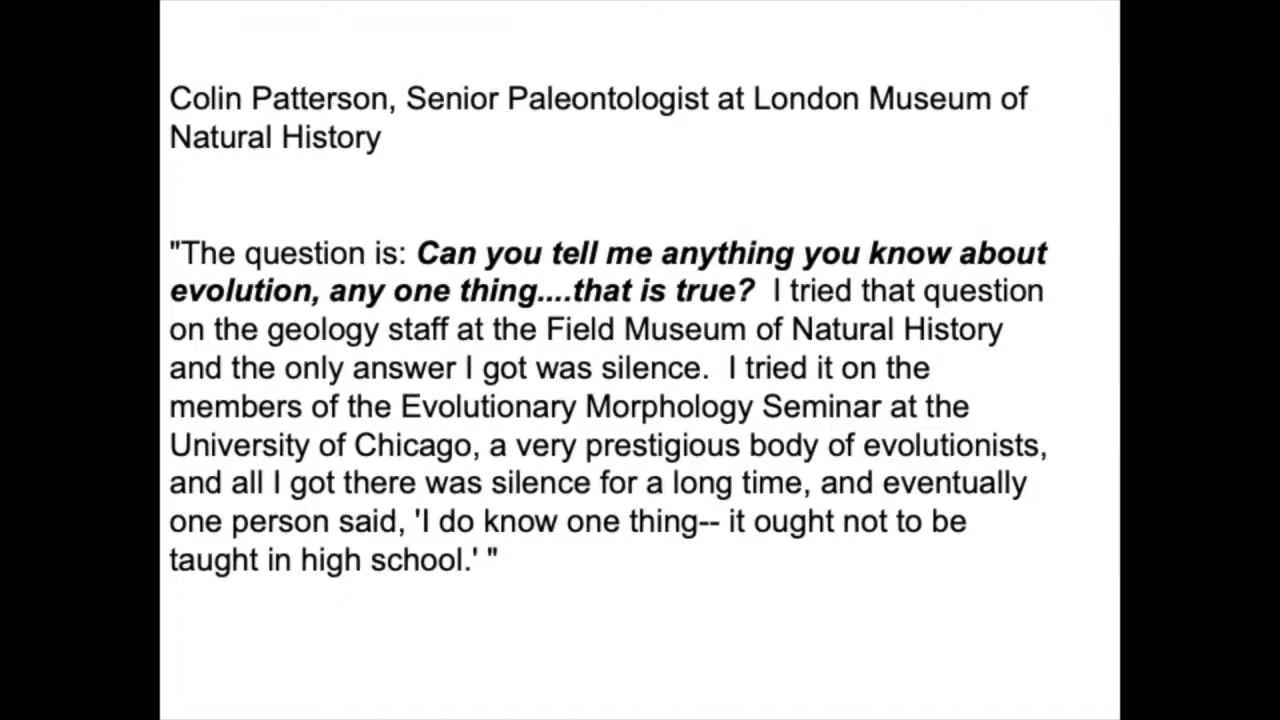 Colin Patterson, Senior Paleontologist at London Museum of
Natural History
"The question is: Can you tell me anything you know about
evolution, any one thing....that is true?  I tried that question
on the geology staff at the Field Museum of Natural History
and the only answer I got was silence.  I tried it on the
members of the Evolutionary Morphology Seminar at the
University of Chicago, a very prestigious body of evolutionists,
and all I got there was silence for a long time, and eventually
one person said, 'I do know one thing-- it ought not to be
taught in high school.' "